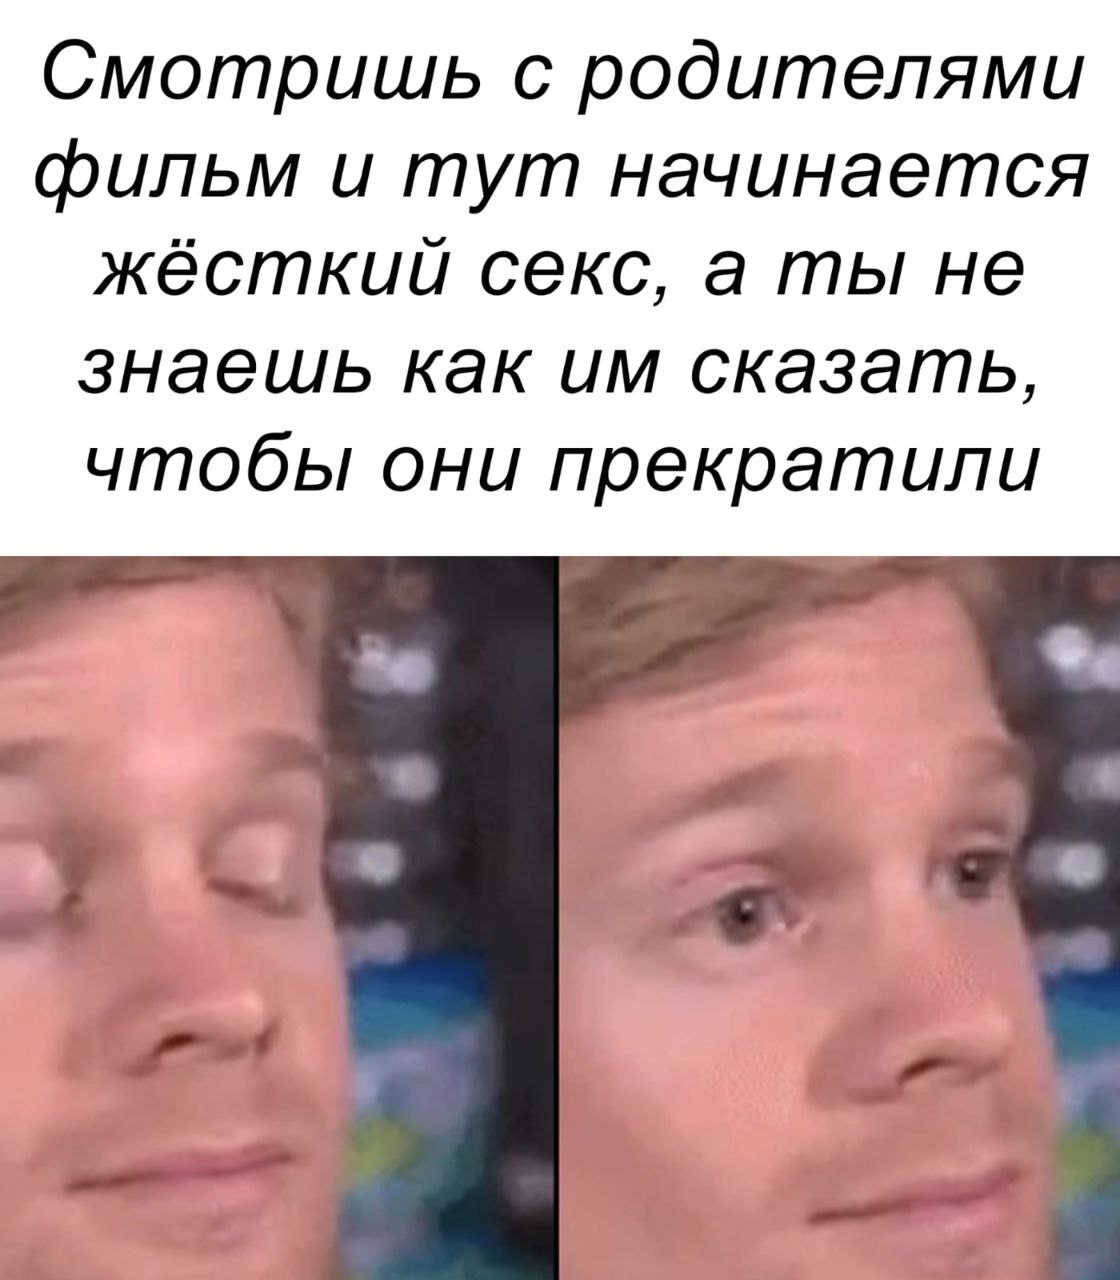 Смотришь с родителями
фильм и тут начинается
жёсткий секс, а ты не
знаешь как им сказать,
чтобы они прекратили